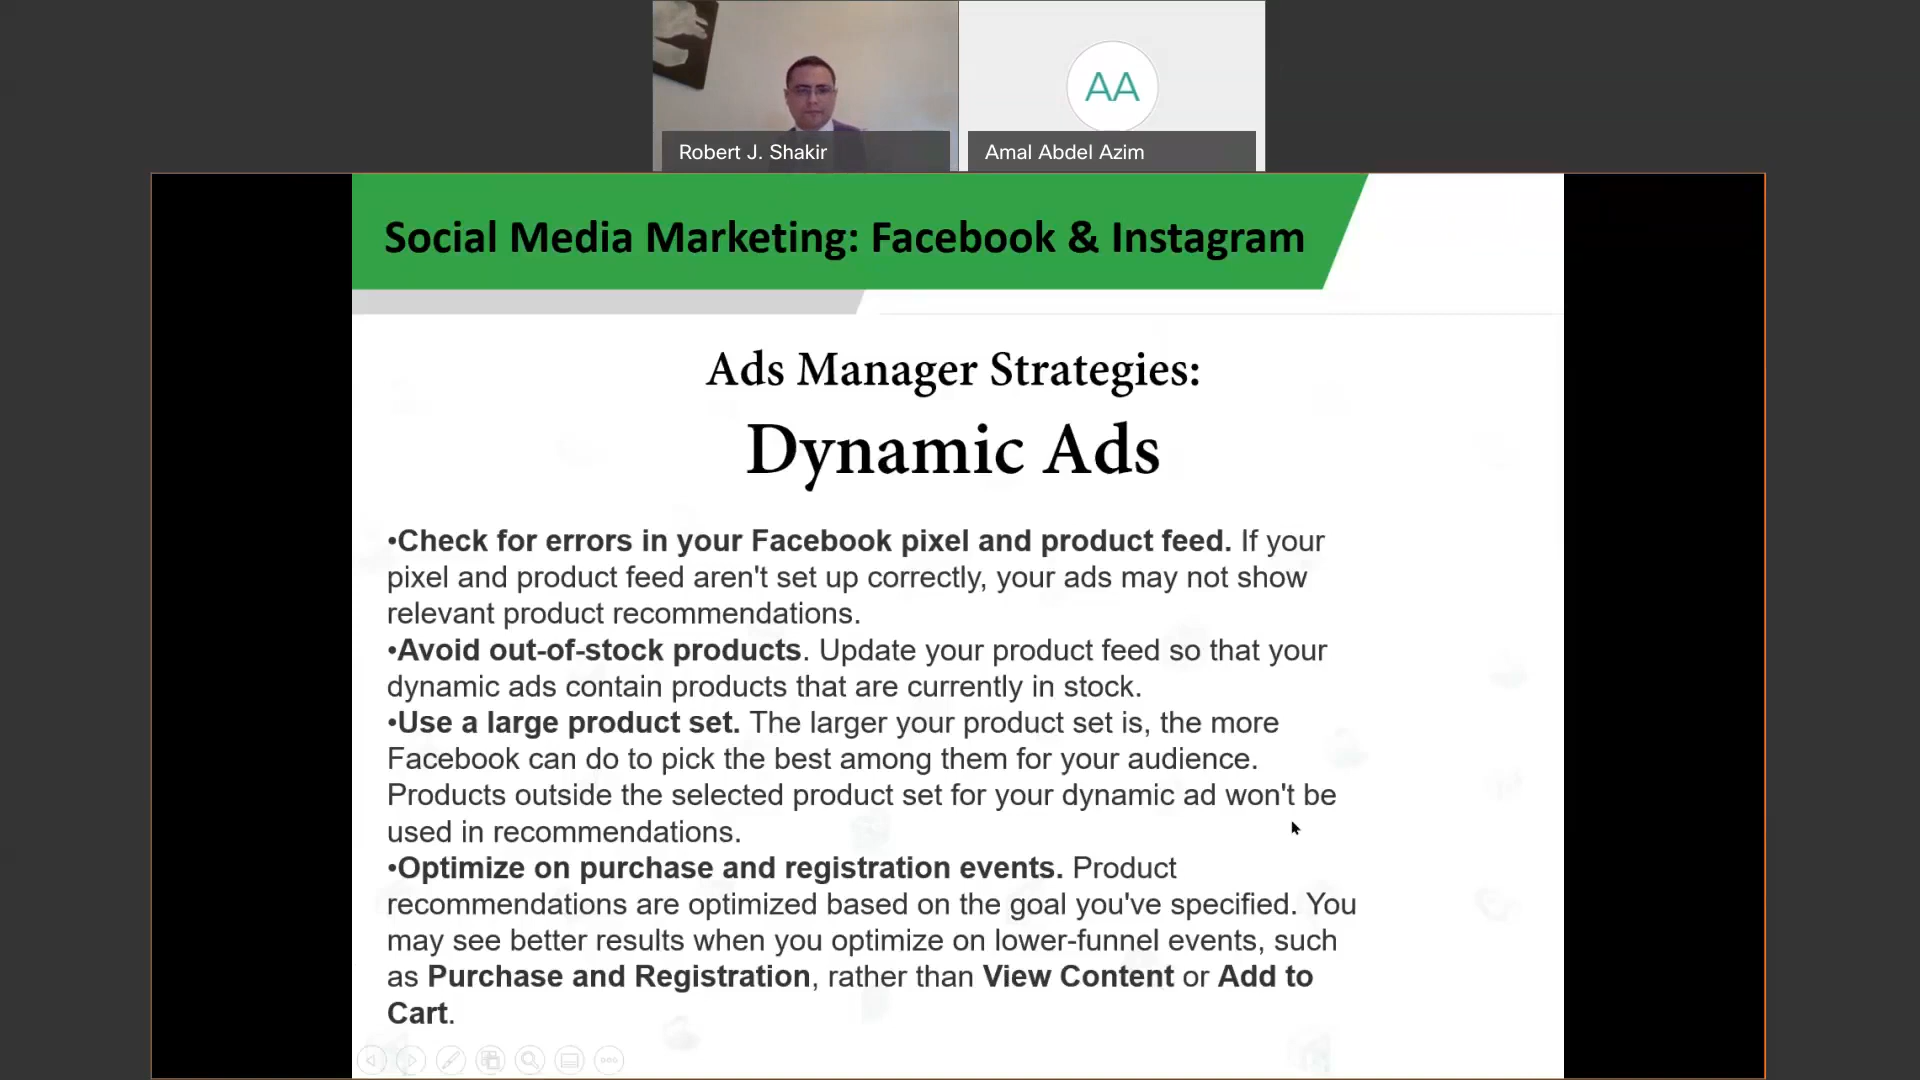 AA
Robert J. Shakir
Amal Abdel Azim
Social Media Marketing: Facebook & Instagram
Ads Manager Strategies:
Dynamic Ads
•Check for errors in your Facebook pixel and product feed. If your
pixel and product feed aren't set up correctly, your ads may not show
relevant product recommendations.
•Avoid out-of-stock products. Update your product feed so that your
dynamic ads contain products that are currently in stock.
•Use a large product set. The larger your product set is, the more
Facebook can do to pick the best among them for your audience.
Products outside the selected product set for your dynamic ad won't be
used in recommendations.
•Optimize on purchase and registration events. Product
recommendations are optimized based on the goal you've specified. You
may see better results when you optimize on lower-funnel events, such
as Purchase and Registration, rather than View Content or Add to
Cart.